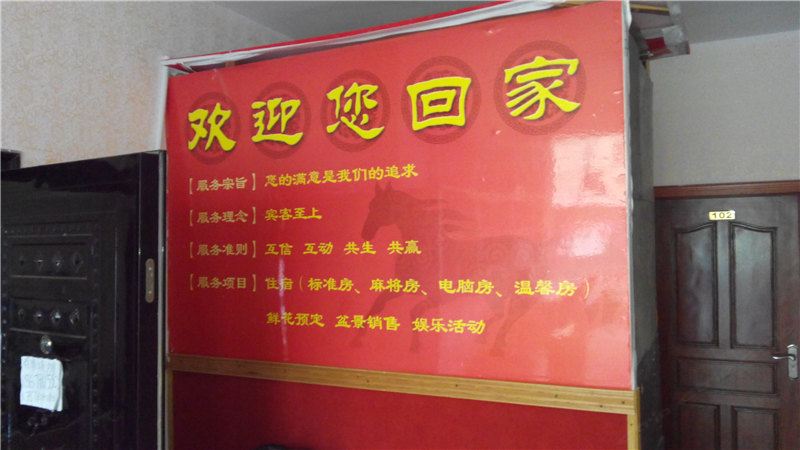 欢迎您回家
【服务宗旨】您的满意是我们的追求
【服务理念】宾客至上
【服务准则】互信 互动 共生 共赢
【服务项目】住宿(标准房、麻将房、电脑房、温馨房)
鲜花预定 盆景销售 娱乐活动
102